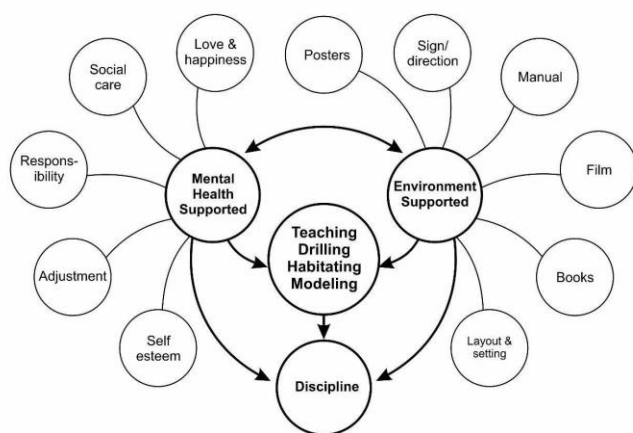 Love &
happiness
Posters
Sign/
direction
Social
care
Manual
Respons-
ibility
Mental
Health
Supported
Environment
Supported
Film
Teaching
Drilling
Habitating
Modeling
Adjustment
Books
Self
esteem
Layout &
setting
Discipline